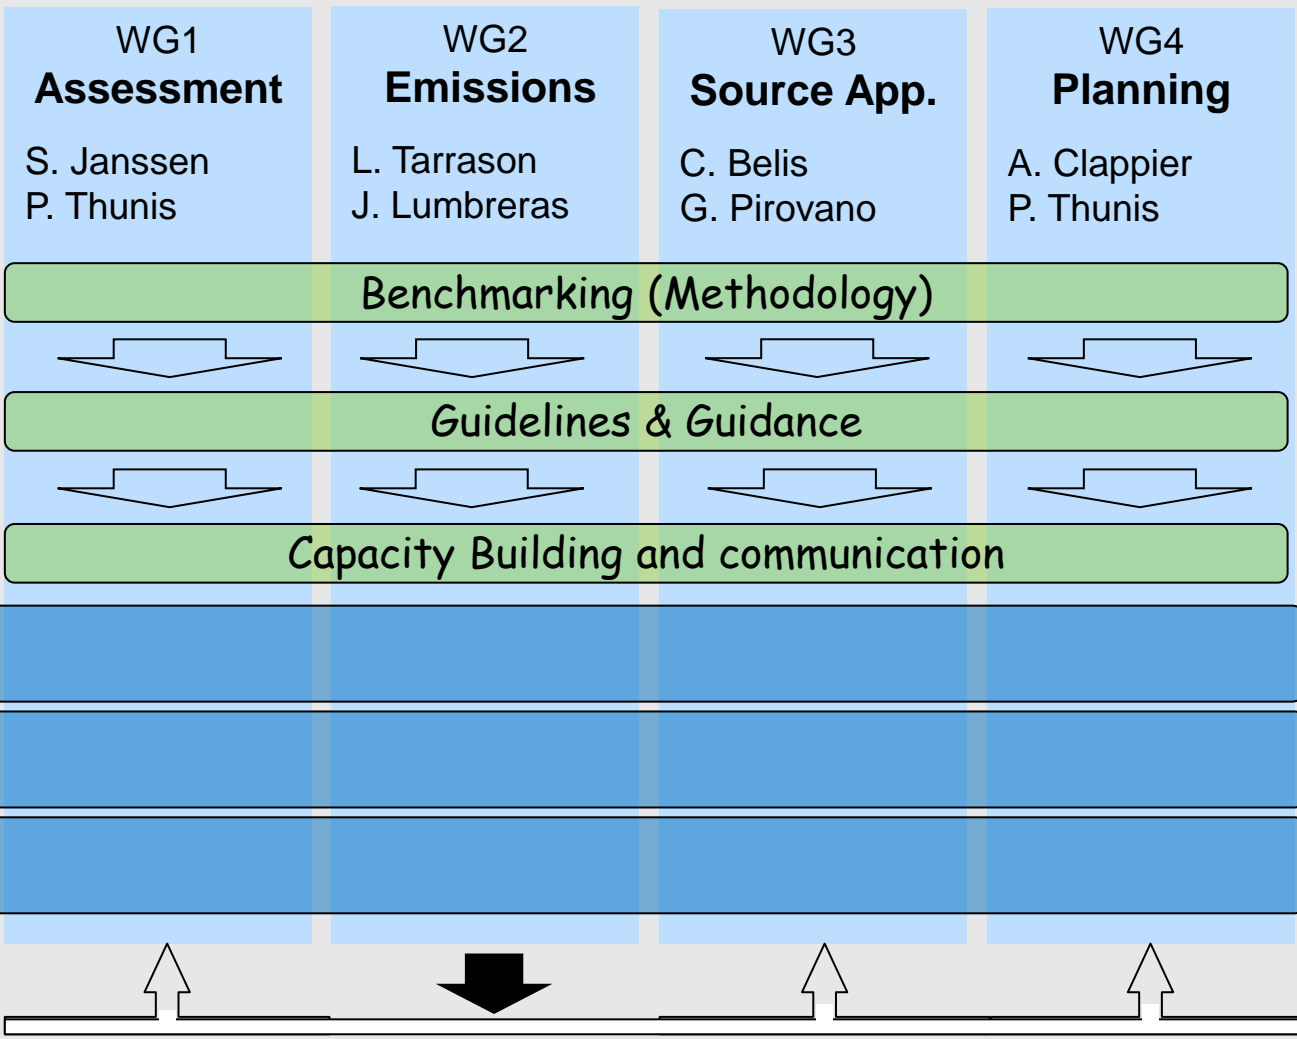 WG1
Assessment
S. Janssen
P. Thunis
WG2
Emissions
L. Tarrason
J. Lumbreras
WG3
Source App.
C. Belis
G. Pirovano
WG4
Planning
A. Clappier
P. Thunis
Benchmarking (Methodology)
Guidelines & Guidance
Capacity Building and communication